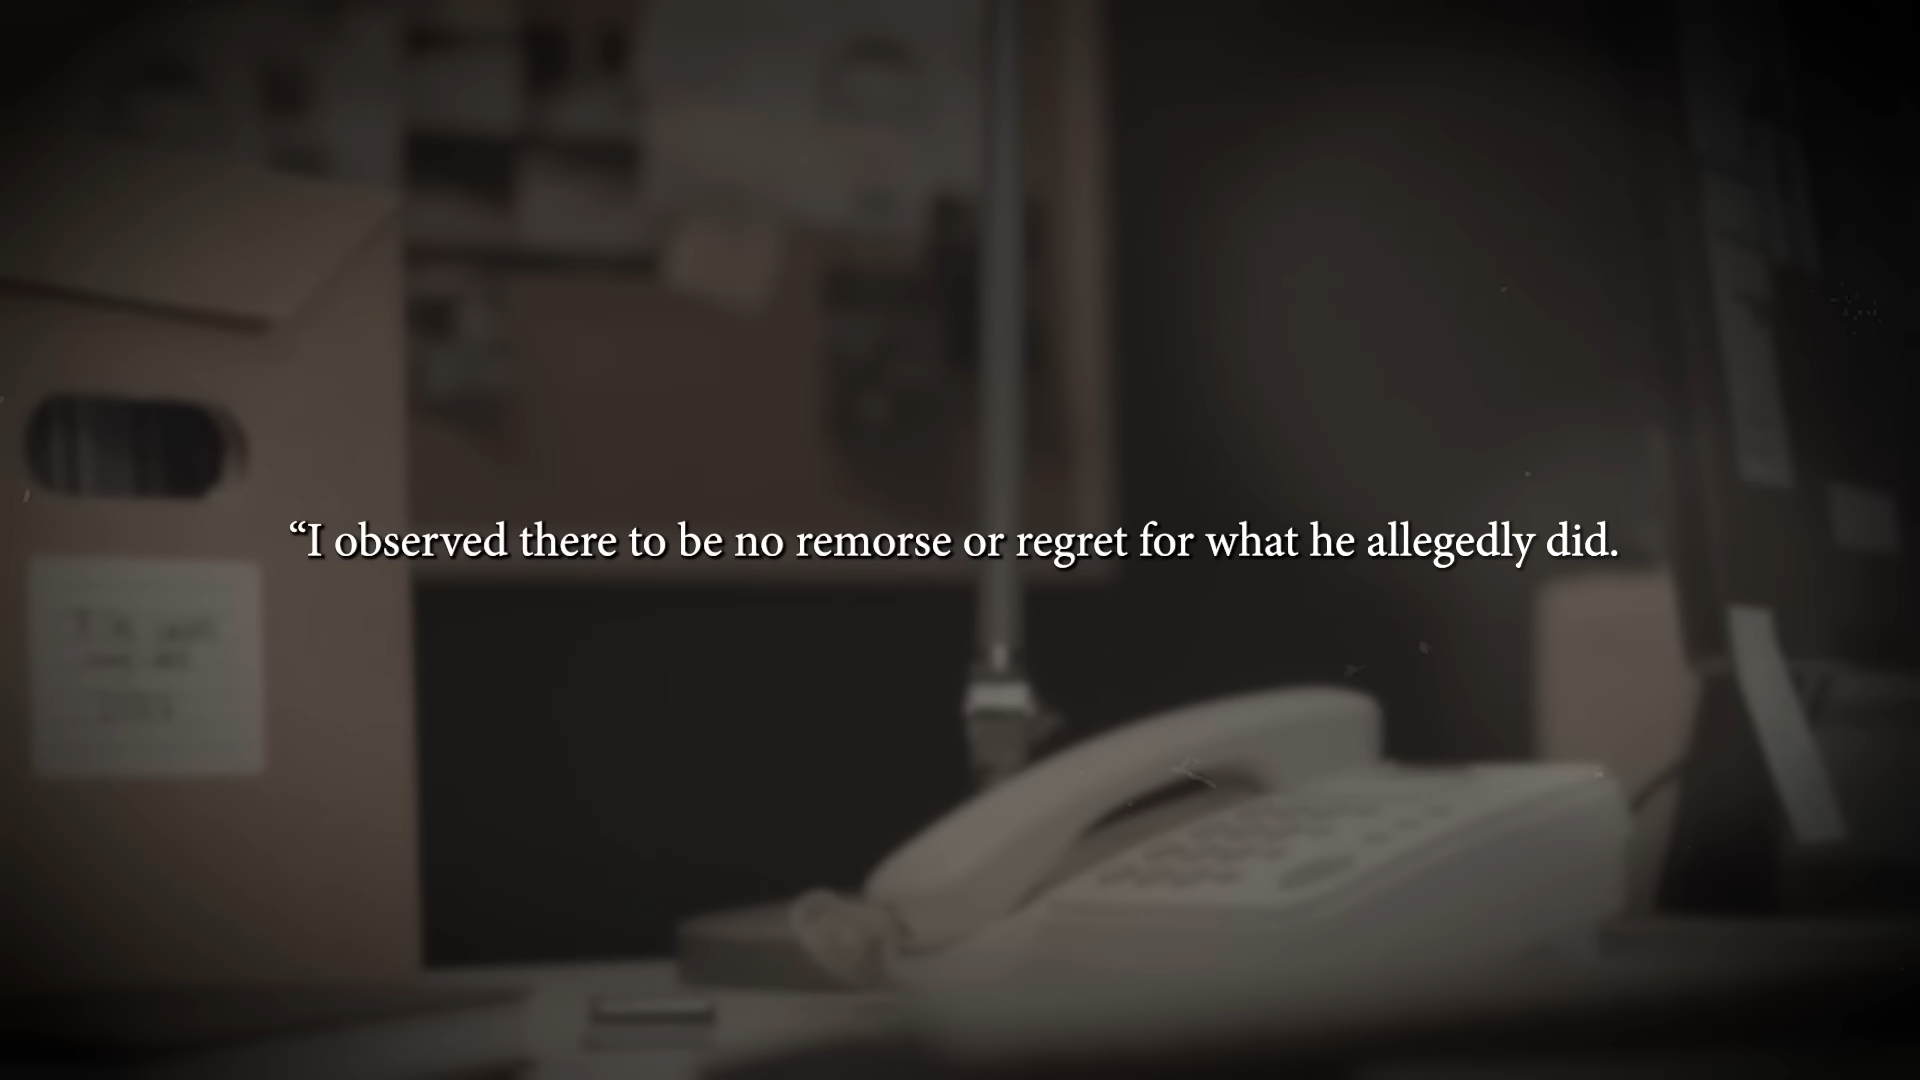 “I observed there to be no remorse or regret for what he allegedly did.